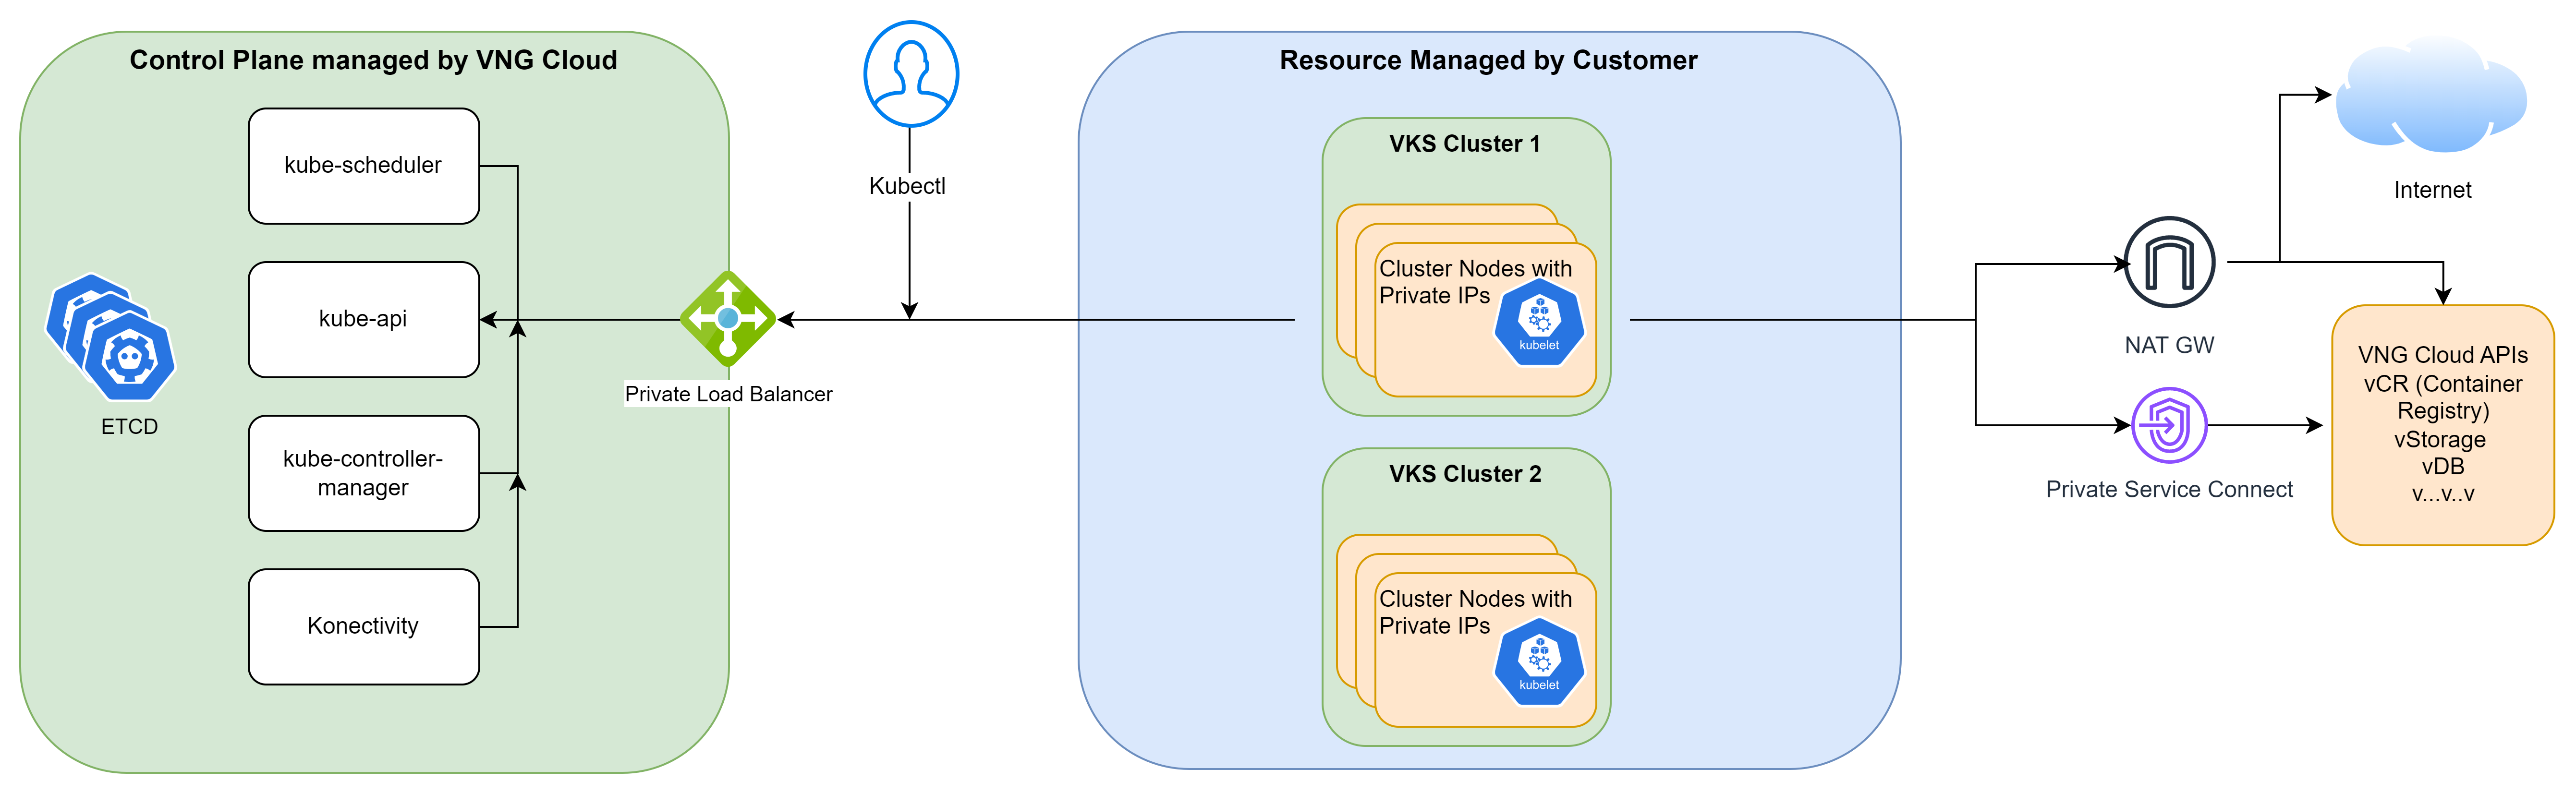 Control Plane managed by VNG Cloud
kube-scheduler
kube-api
kube-controller-
manager
Konectivity
ETCD
Private Load Balancer
Kubectl
Resource Managed by Customer
VKS Cluster 1
Cluster Nodes with
Private IPs
kubelet
VKS Cluster 2
Cluster Nodes with
Private IPs
kubelet
NAT GW
Private Service Connect
Internet
VNG Cloud APIs
vCR (Container
Registry)
vStorage
vDB
v...v..v